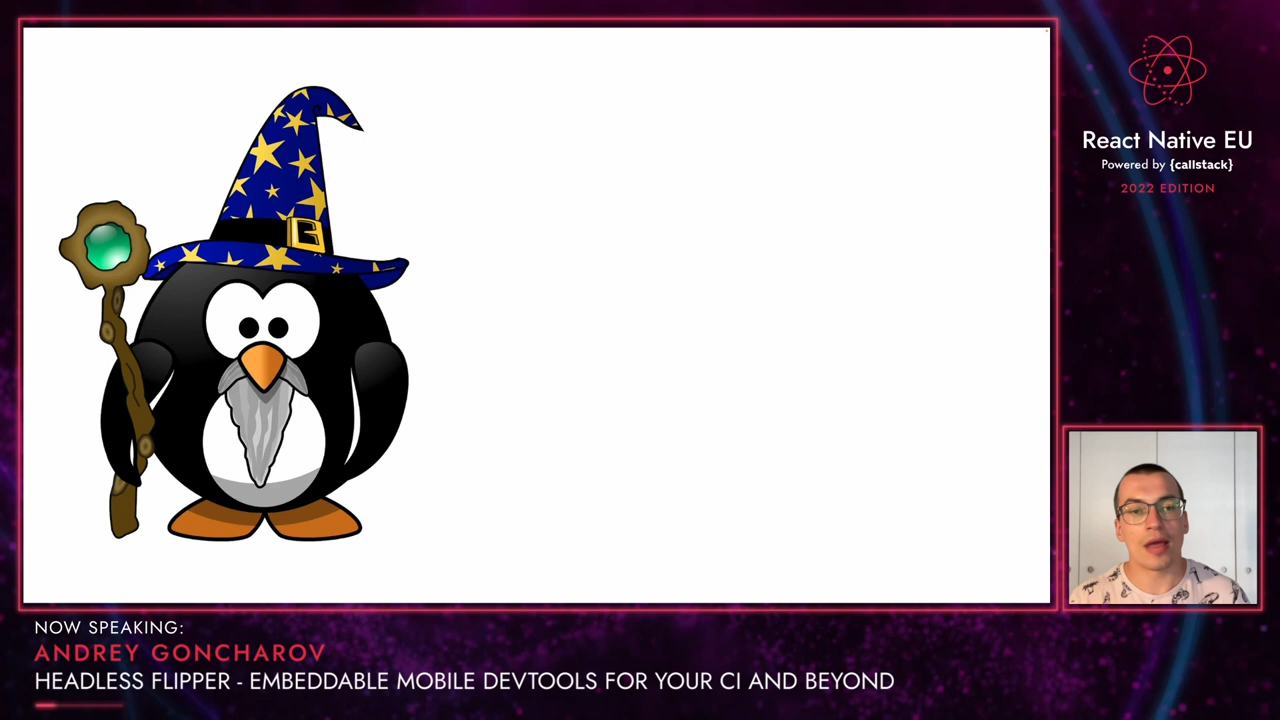 React Native EU
Powered by {callstack}
2022 EDITION
NOW SPEAKING:
ANDREY GONCHAROV
HEADLESS FLIPPER - EMBEDDABLE MOBILE DEVTOOLS FOR YOUR CI AND BEYOND